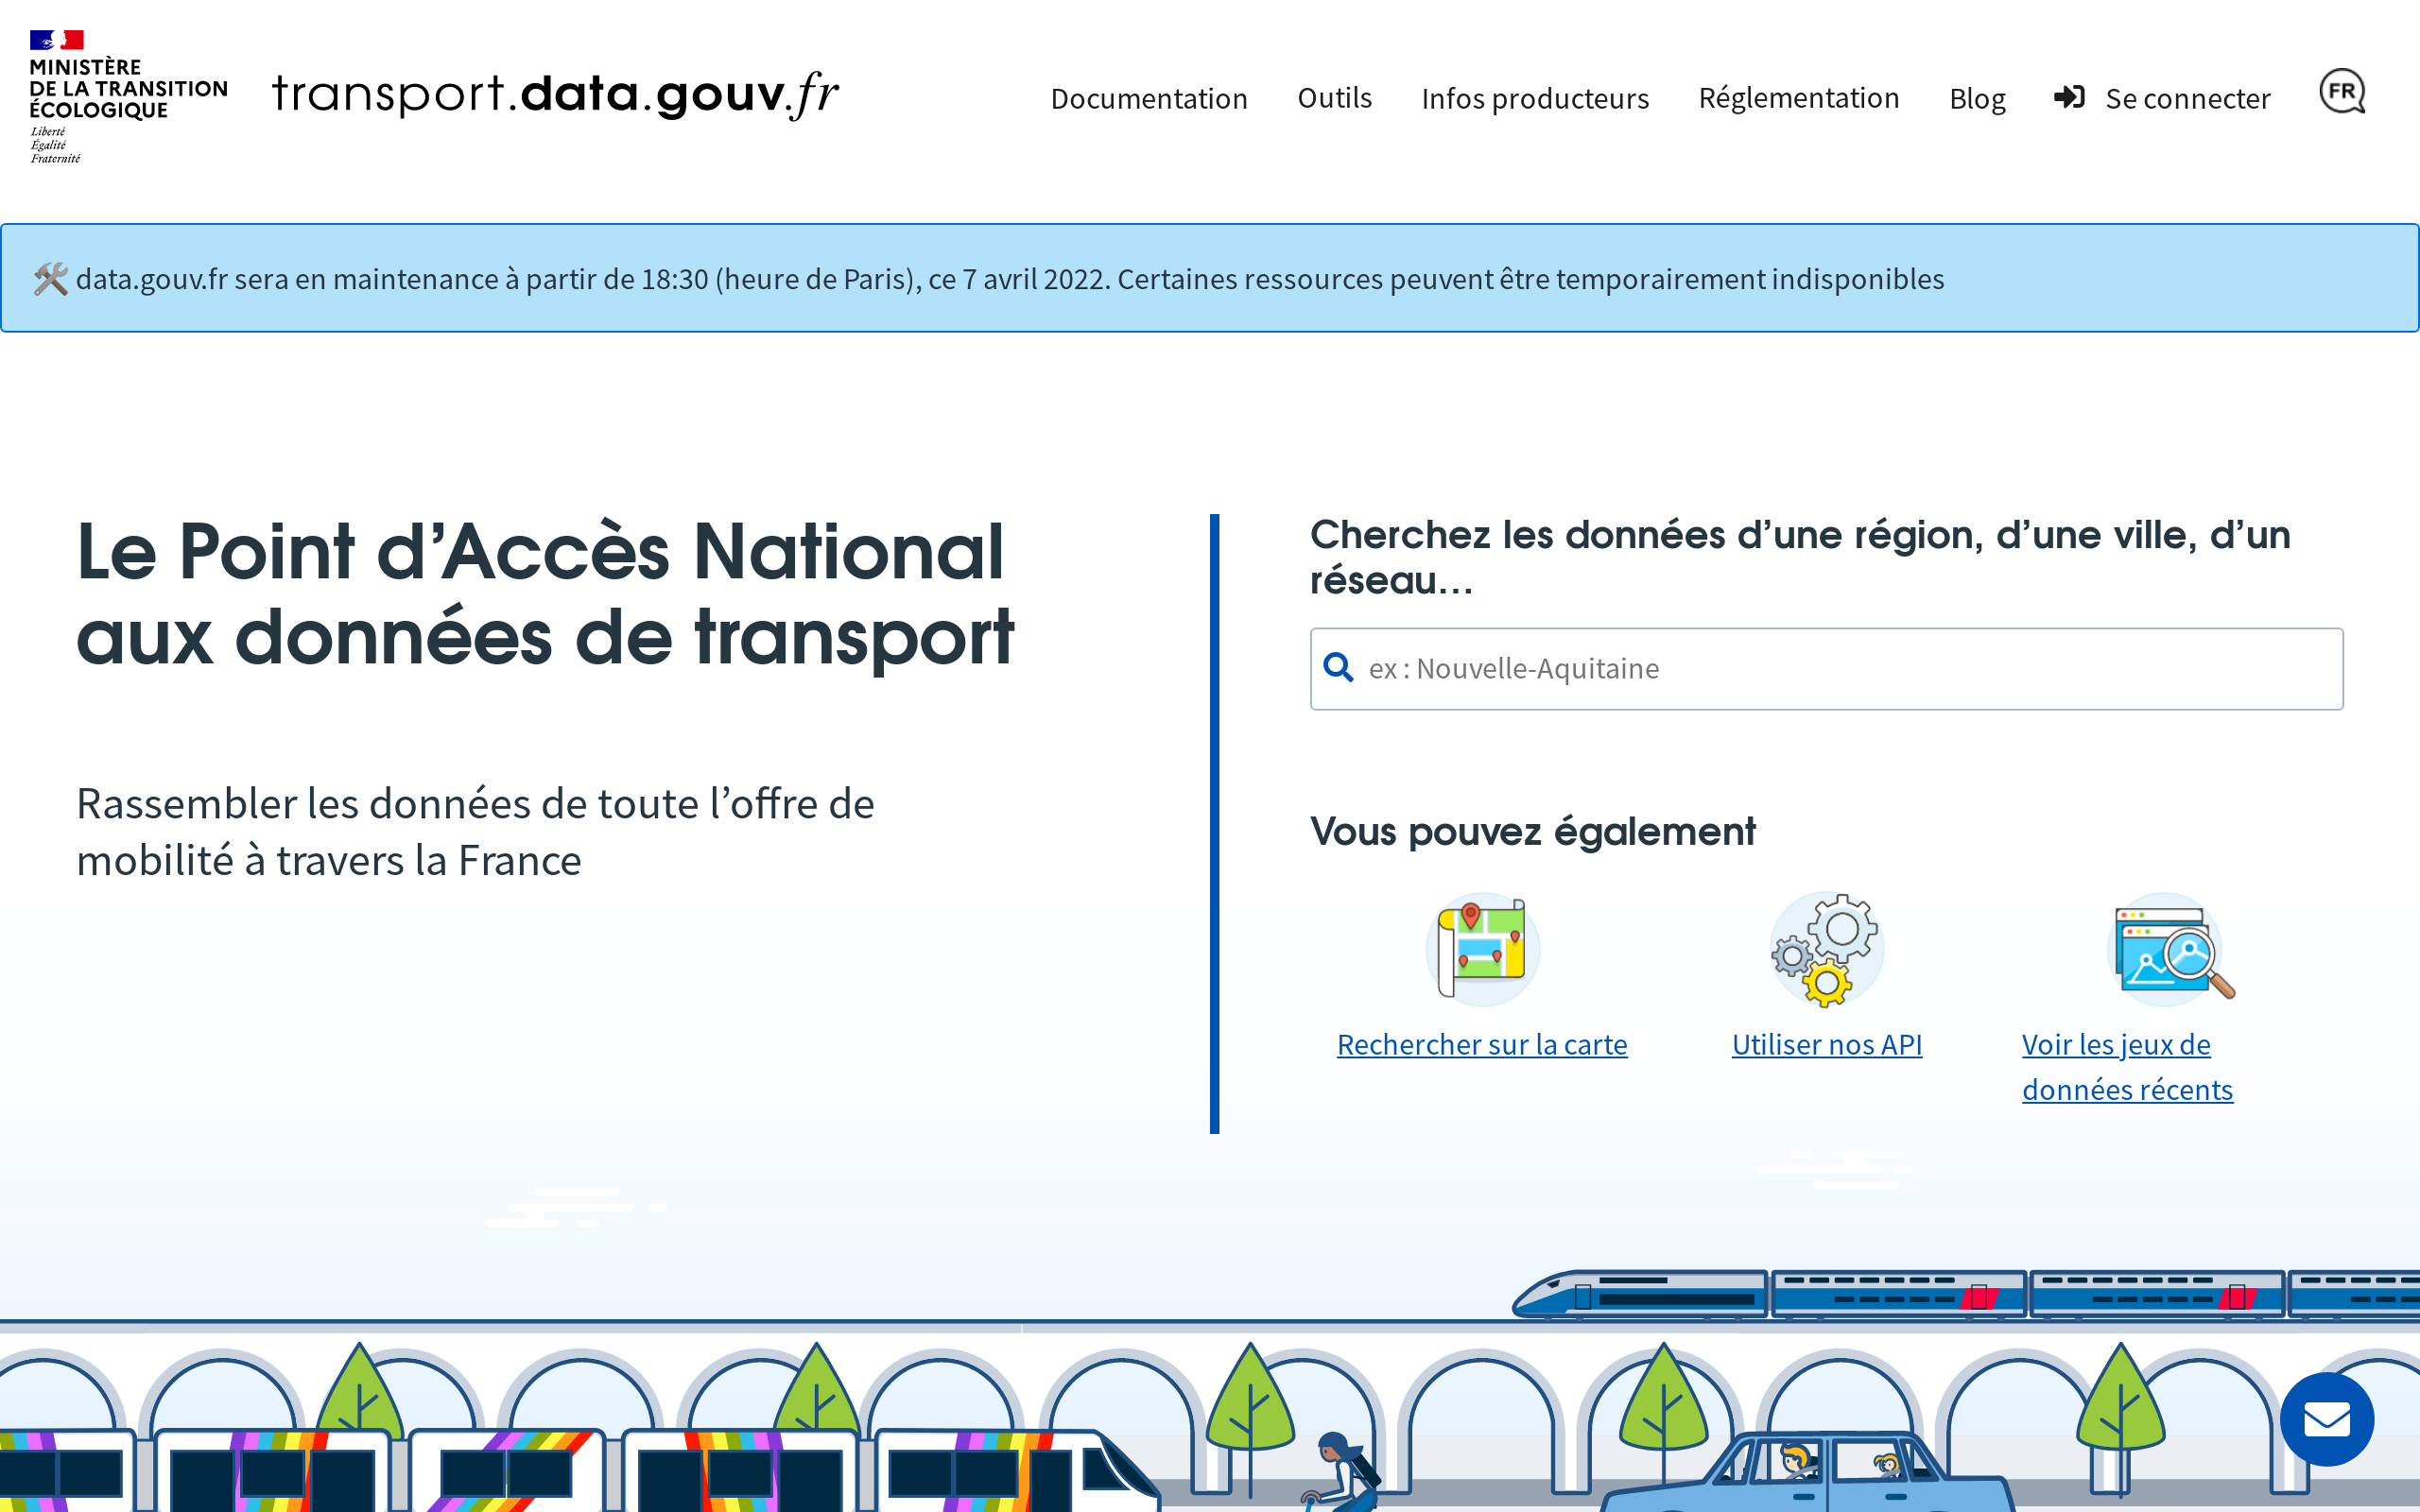 MINISTÈRE
DE LA TRANSITION
ÉCOLOGIQUE
Liberté
Égalité
Fraternité
transport.data.gouv.fr
Documentation
Outils
Infos producteurs
Réglementation
Blog
Se connecter
FR
data.gouv.fr sera en maintenance à partir de 18:30 (heure de Paris), ce 7 avril 2022. Certaines ressources peuvent être temporairement indisponibles
Le Point d’Accès National
aux données de transport
Rassembler les données de toute l’offre de
mobilité à travers la France
Cherchez les données d’une région, d’une ville, d’un
réseau…
ex : Nouvelle-Aquitaine
Vous pouvez également
Rechercher sur la carte
Utiliser nos API
Voir les jeux de
données récents